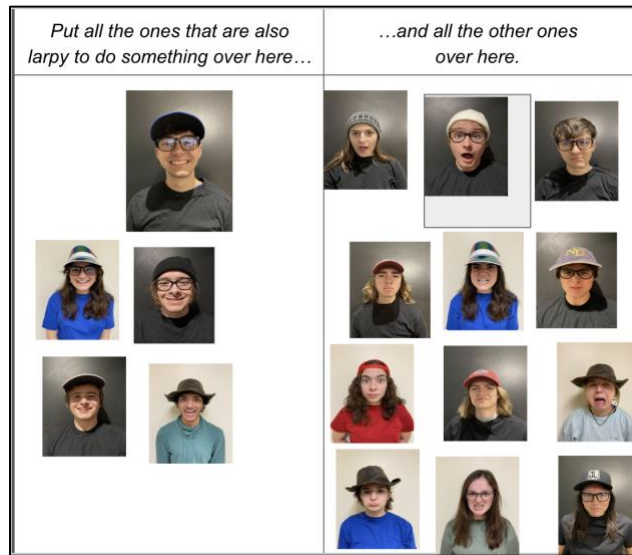 Put all the ones that are also
larpy to do something over here…
…and all the other ones
over here.